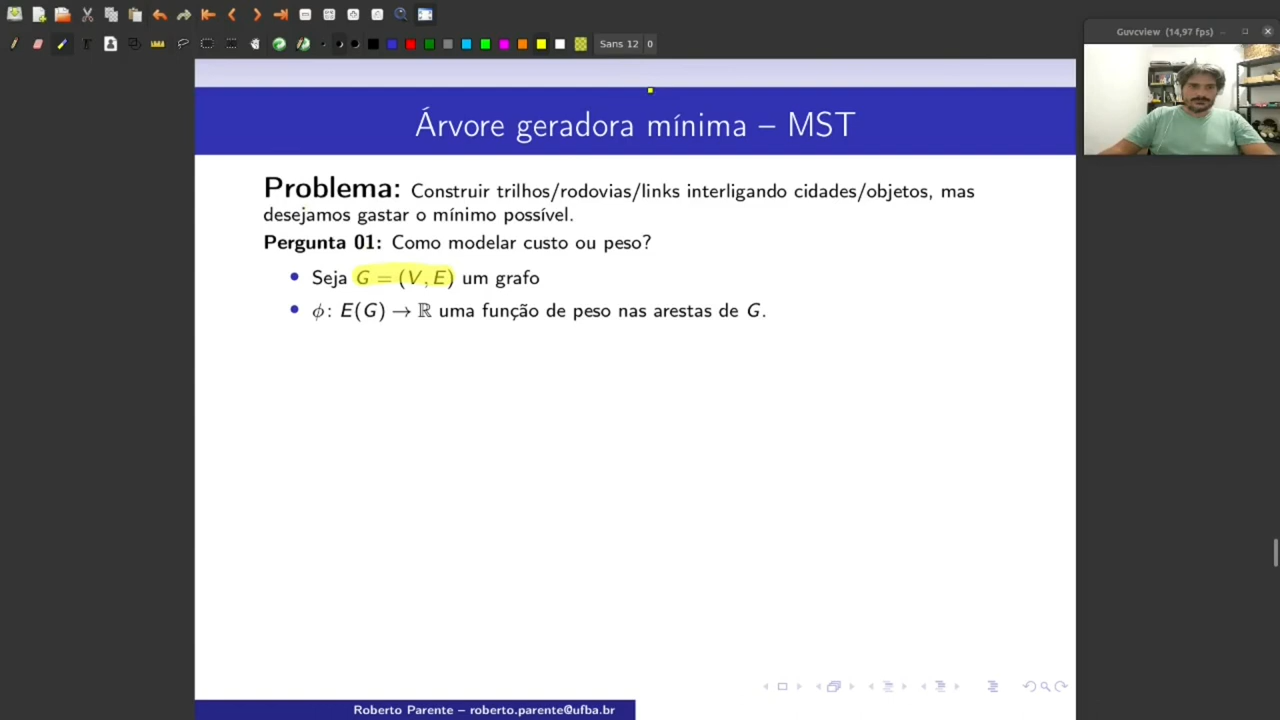 Sans 12 0
Guvcview (14,97 fps)
Árvore geradora mínima – MST
Problema: Construir trilhos/rodovias/links interligando cidades/objetos, mas
desejamos gastar o mínimo possível.
Pergunta 01: Como modelar custo ou peso?
• Seja G = (V, E) um grafo
• ϕ: E(G) → ℝ uma função de peso nas arestas de G.
Roberto Parente – roberto.parente@ufba.br